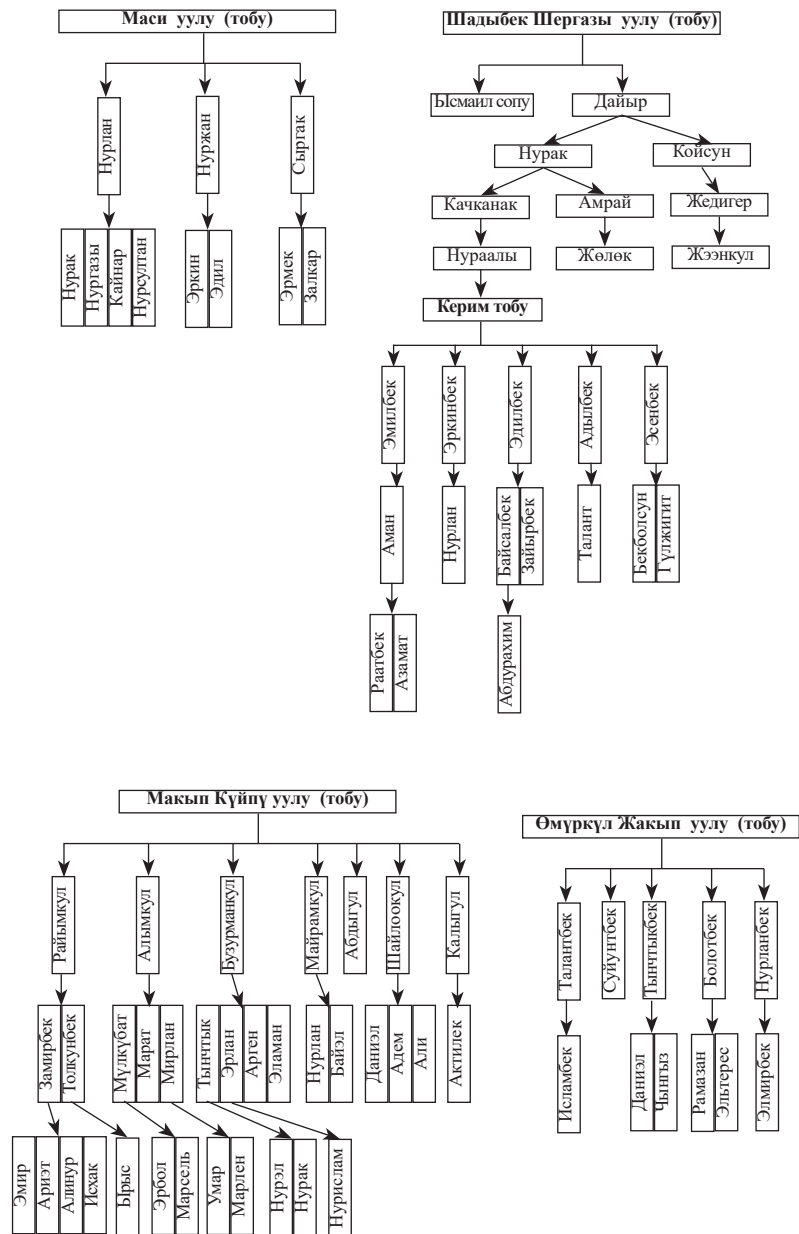 Маси уулу (тобу)
Нурлан
Нуржан
Сыргак
Нурак
Нургазы
Кайнар
Нурсултан
Эркин
Эдил
Эрмек
Залкар
Шадыбек Шергазы уулу (тобу)
Ысмаил сопу
Дайыр
Нурак
Койсун
Качканак
Амрай
Жедигер
Нураалы
Жөлөк
Жээнкул
Керим тобу
Эмилбек
Эркинбек
Эдилбек
Адылбек
Эсенбек
Аман
Нурлан
Байсалбек
Зайырбек
Талант
Бекболсун
Гүлжигит
Раатбек
Азамат
Абдурахим
Макып Күйпү уулу (тобу)
Райымкул
Алымкул
Бузурманкул
Майрамкул
Абдыгул
Шайлоокул
Калыгул
Замирбек
Толкунбек
Мүлкүбат
Марат
Мирлан
Тынчтык
Эрлан
Арген
Эламан
Нурлан
Байэл
Даниэл
Адем
Али
Актилек
Эмир
Ариэт
Алинур
Исхак
Ырыс
Эрбол
Марсель
Умар
Марлен
Нурэл
Нурак
Нурислам
Өмүркүл Жакып уулу (тобу)
Талантбек
Суйунтбек
Тынчтыкбек
Болотбек
Нурланбек
Исламбек
Даниэл
Чынгыз
Рамазан
Эльтерес
Элмирбек